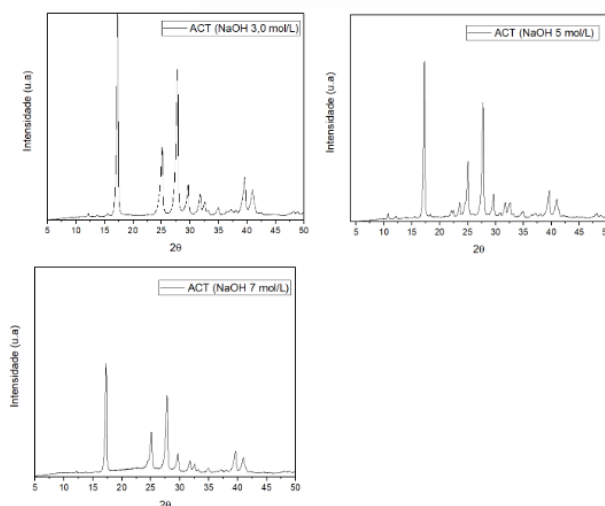 ACT (NaOH 3,0 mol/L)
Intensidade (u.a)
5 10 15 20 25 30 35 40 45 50
2θ
ACT (NaOH 5 mol/L)
Intensidade (u.a)
5 10 15 20 25 30 35 40 45
2θ
ACT (NaOH 7 mol/L)
Intensidade (u.a)
5 10 15 20 25 30 35 40 45 50
2θ